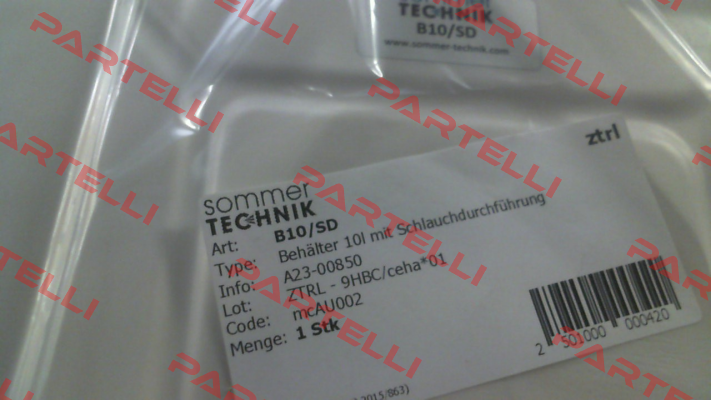 TECHNIK
B10/SD
www.sommer-technik.com
ztrl
sommer
TECHNIK
Art: B10/SD
Type: Behälter 10l mit Schlauchdurchführung
Info: A23-00850
Lot: ZTRL - 9HBC/ceha*01
Code: mcAU002
Menge: 1 Stk
2 501000 000420
2015/863)
PARTELLI
PARTELLI
PARTELLI
PARTELLI
PARTELLI
PARTELLI
PARTELLI
PARTELLI